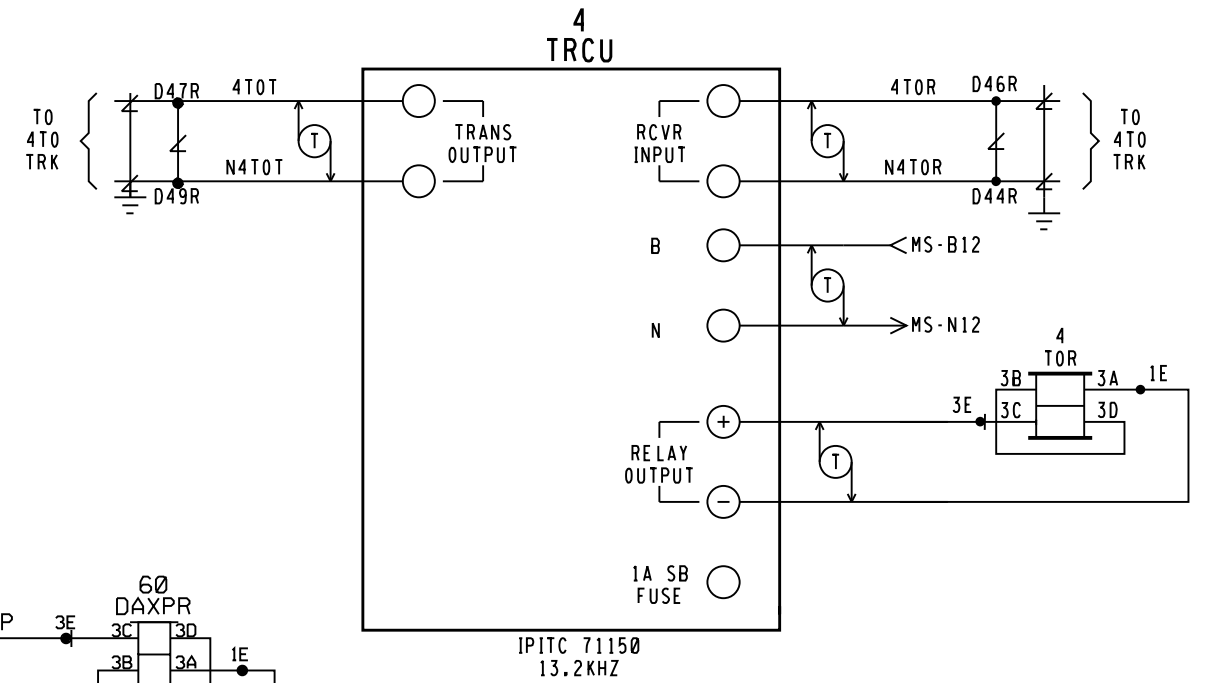 4
TRCU
TO
4TO
TRK
D47R
4TOT
T
N4TOT
D49R
TRANS
OUTPUT
RCVR
INPUT
4TOR
D46R
T
N4TOR
D44R
TO
4TO
TRK
B
MS-B12
T
N
MS-N12
4
TOR
3B
3A
1E
3E
3C
3D
+
RELAY
OUTPUT
T
−
1A SB
FUSE
IPITC 71150
13.2KHZ
60
DAXPR
P
3E
3C
3D
3B
3A
1E